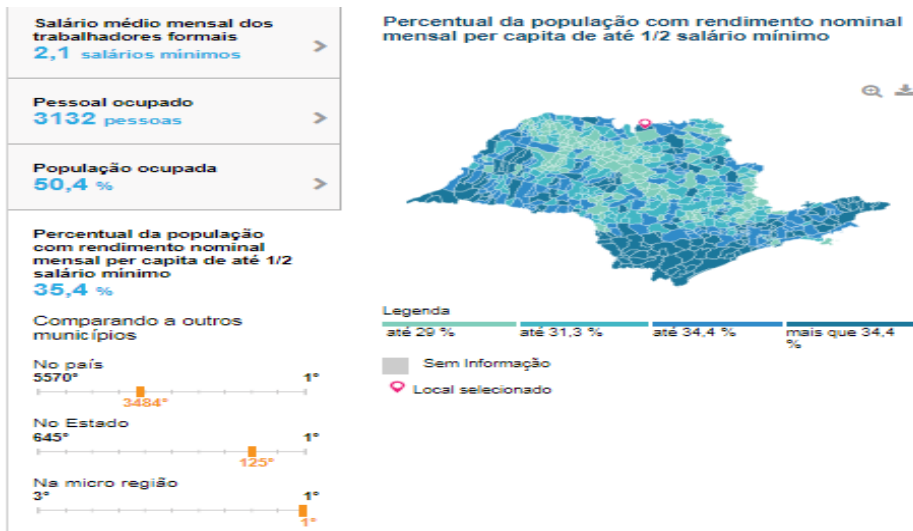 Salário médio mensal dos
trabalhadores formais
2,1 salários mínimos
Pessoal ocupado
3132 pessoas
População ocupada
50,4 %
Percentual da população
com rendimento nominal
mensal per capita de até 1/2
salário mínimo
35,4 %
Comparando a outros
municípios
No país
5570° 1°
3484°
No Estado
645° 1°
125°
Na micro região
3° 1°
1°
Percentual da população com rendimento nominal
mensal per capita de até 1/2 salário mínimo
Legenda
até 29 % até 31,3 % até 34,4 % mais que 34,4
%
Sem Informação
Local selecionado